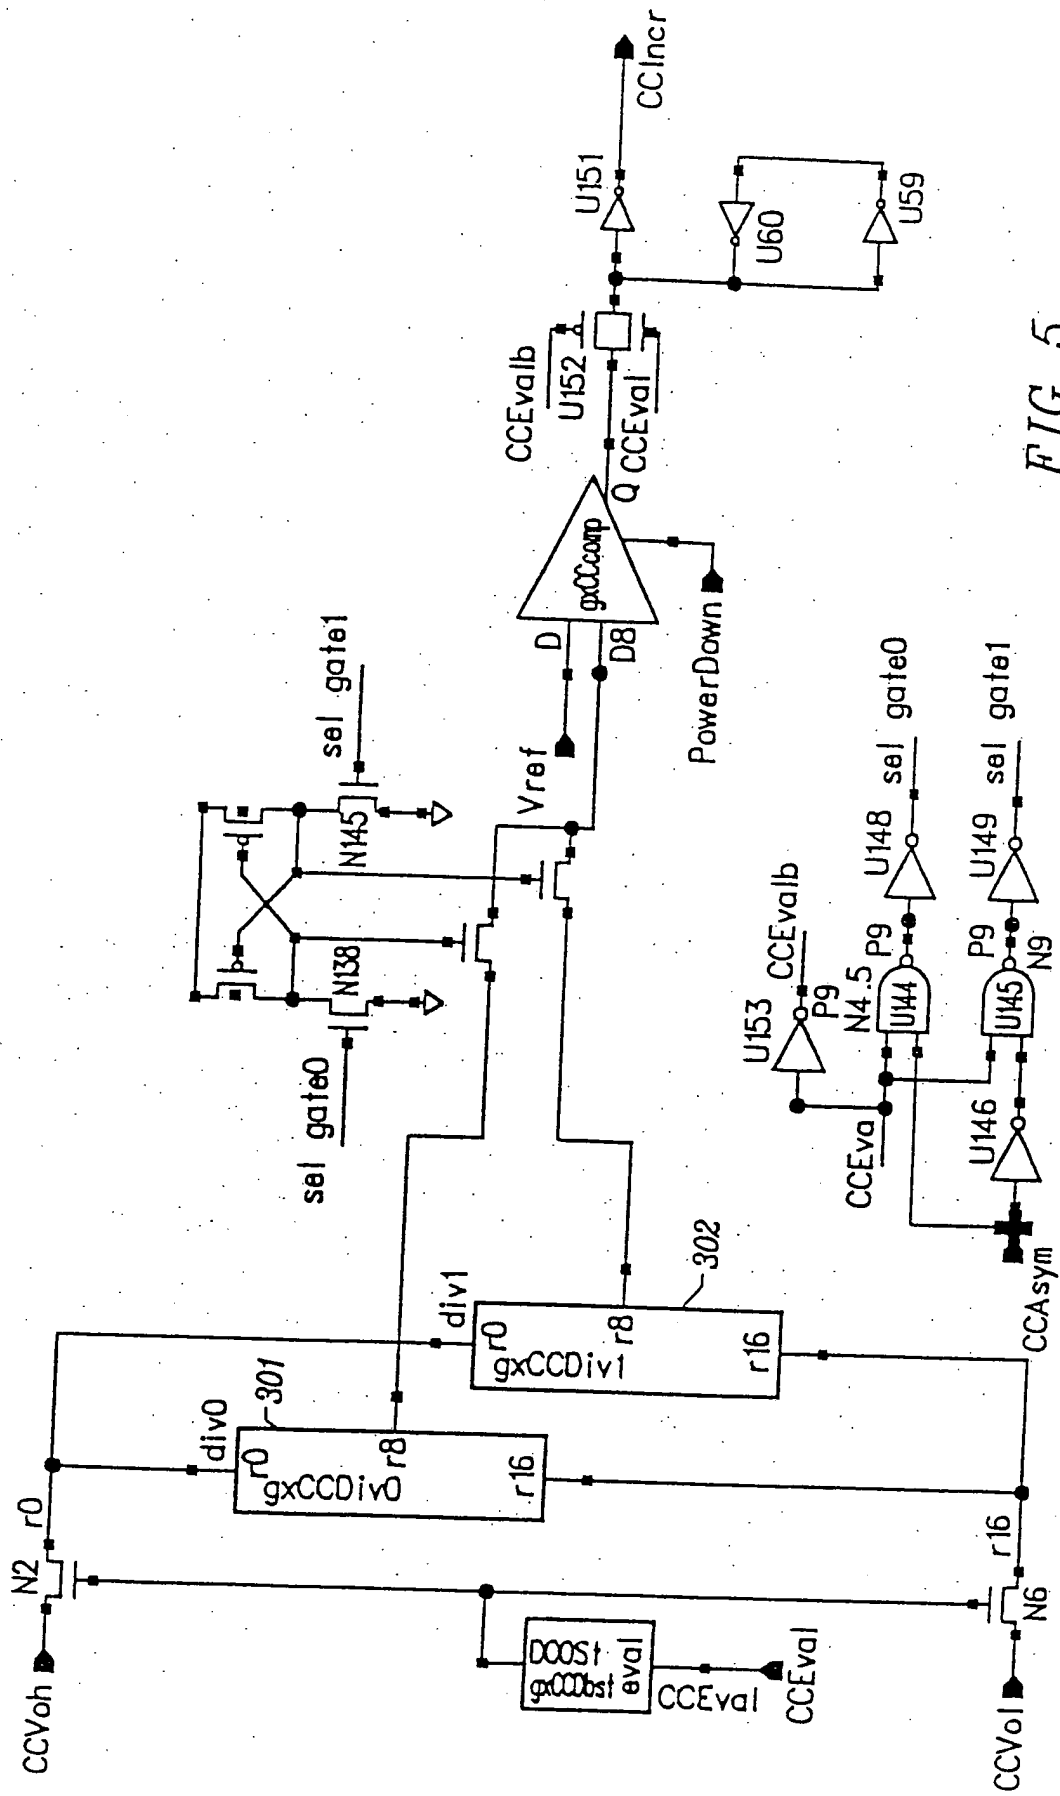 CCVoh
N2
r0
div0
r0
gxCCDiv0
r8
r16
301
div1
r0
gxCCDiv1
r8
r16
302
eval
CCEval
CCEval
CCVol
N6
r16
sel gate0
N138
N145
sel gate1
Vref
D
D8
gxCCcomp
Q
PowerDown
CCEvalb
U152
CCEval
U151
CCIncr
U60
U59
CCEva
U153
P9
CCEvalb
N4.5
P9
U144
U148
sel gate0
CCAsym
U146
U145
P9
N9
U149
sel gate1
FIG. 5